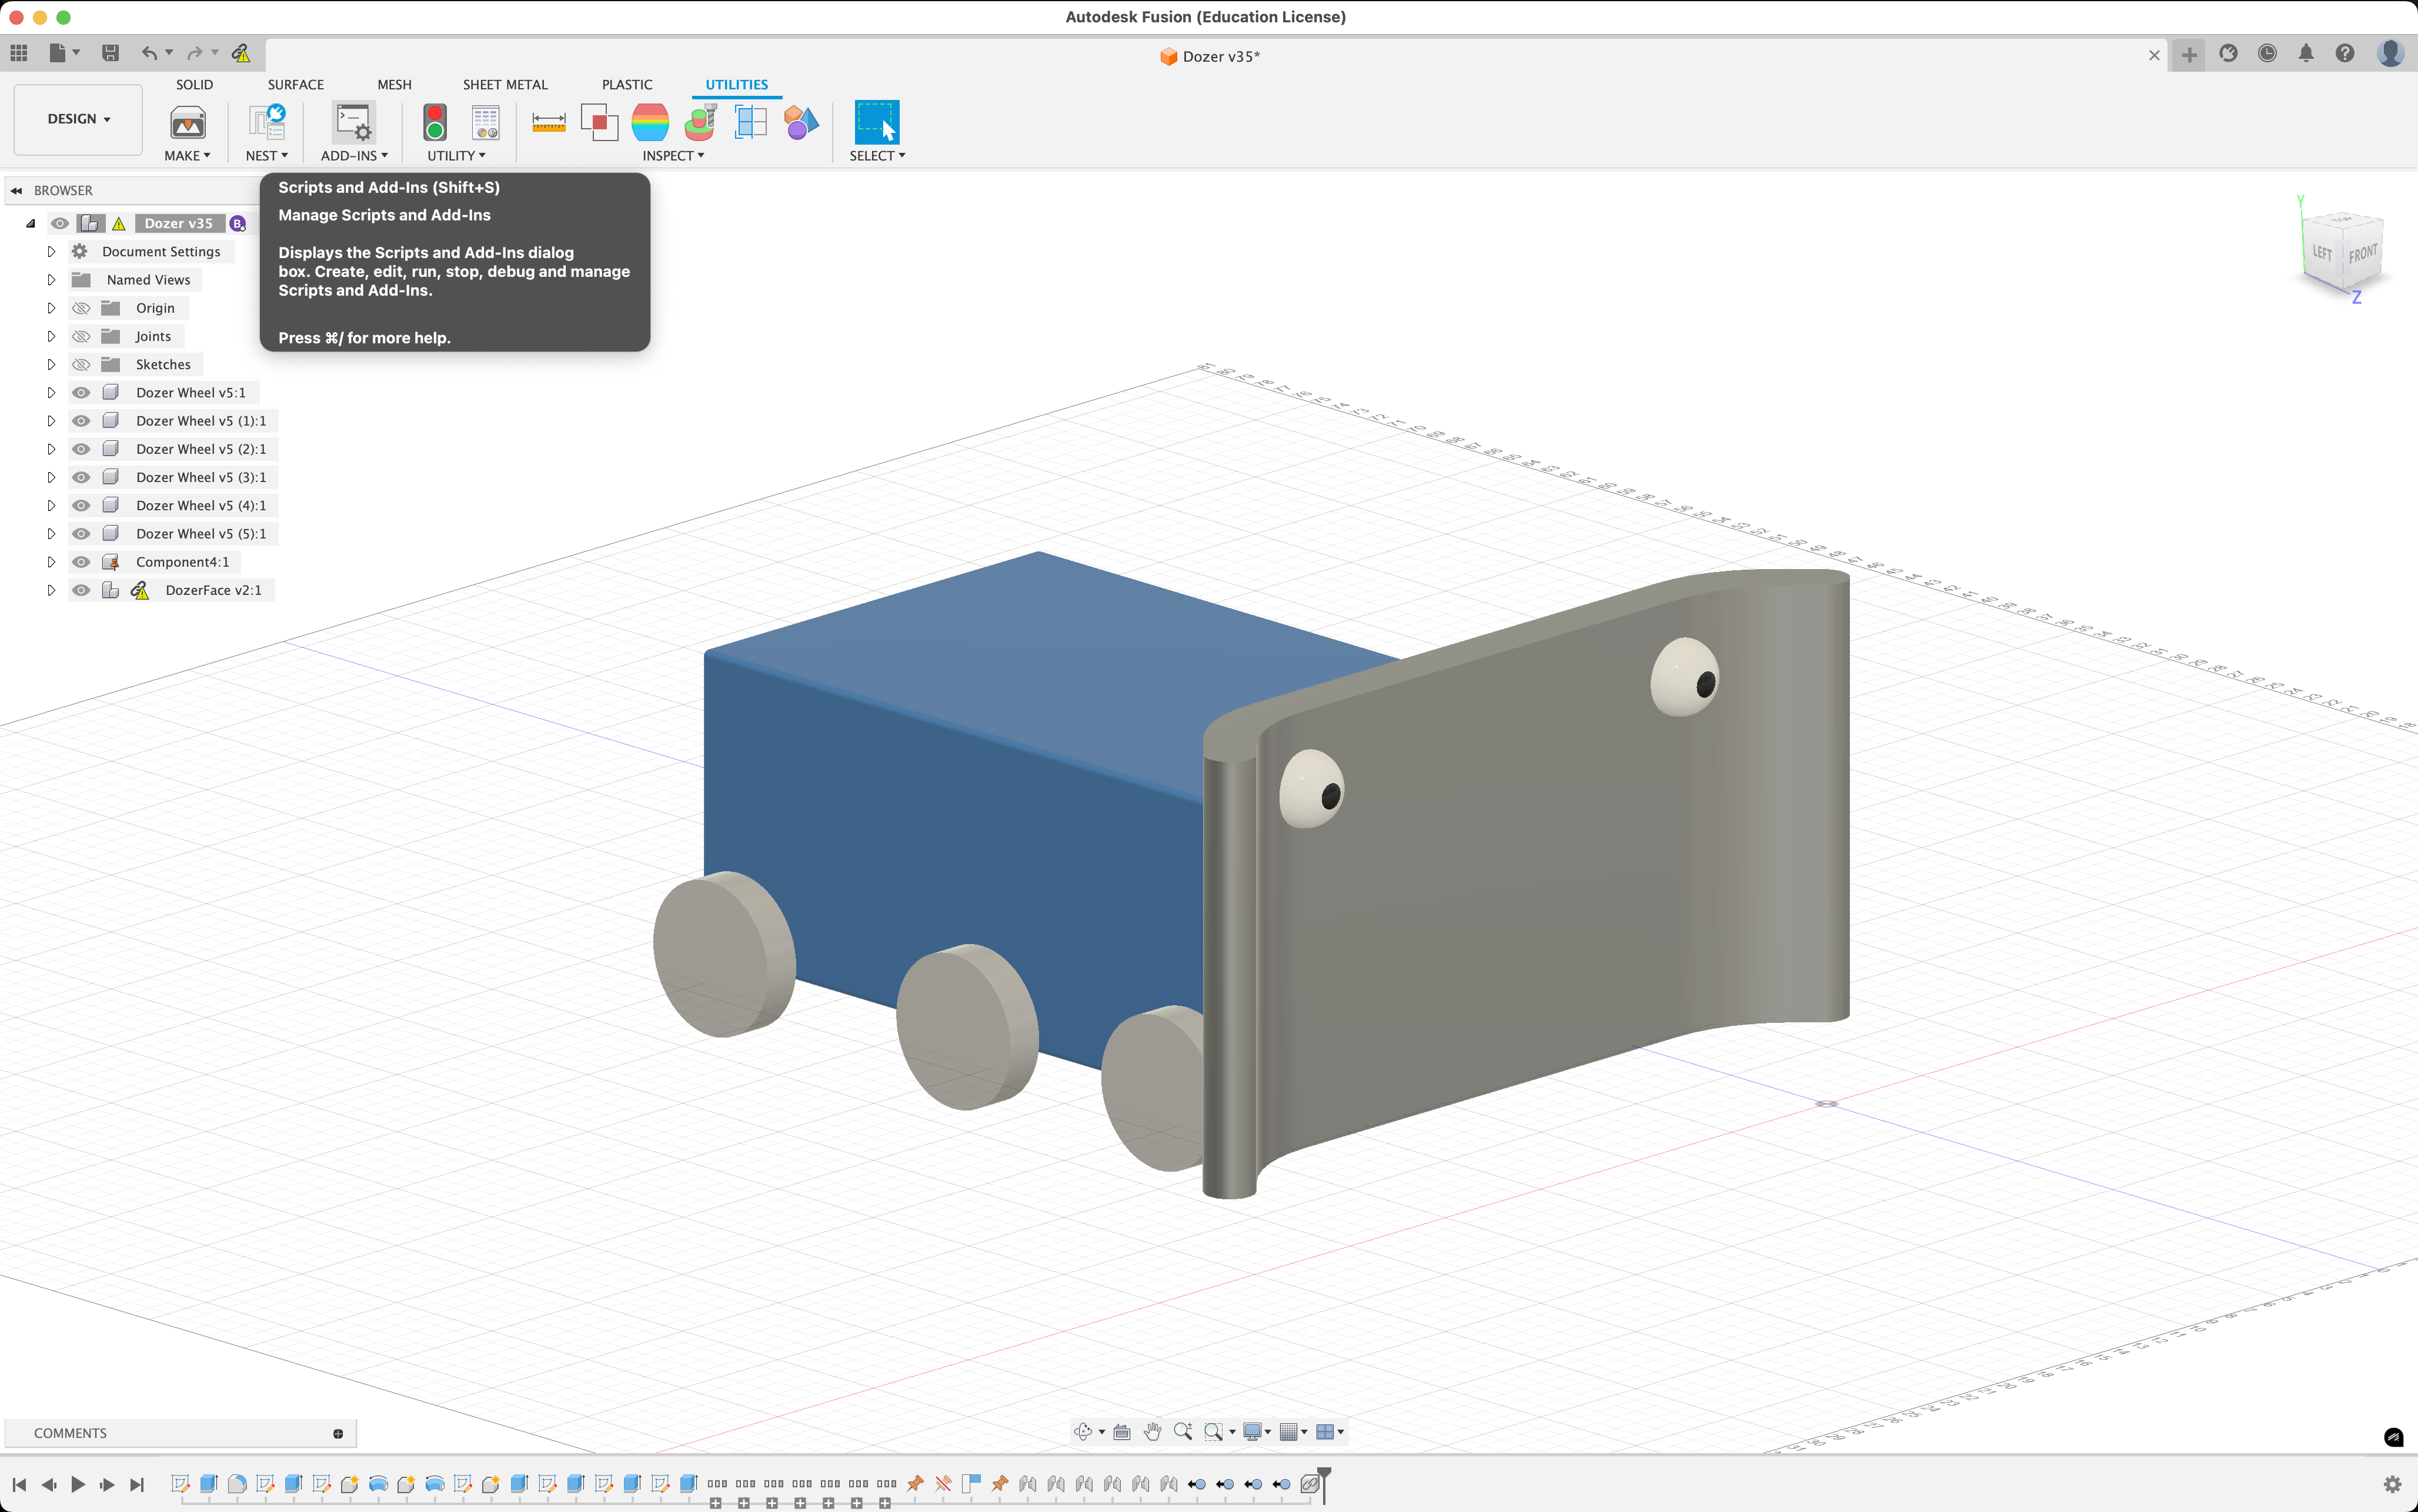 Autodesk Fusion (Education License)
Dozer v35*
SOLID SURFACE MESH SHEET METAL PLASTIC UTILITIES
DESIGN
MAKE NEST ADD-INS UTILITY INSPECT SELECT
BROWSER
Dozer v35 B
Document Settings
Named Views
Origin
Joints
Sketches
Dozer Wheel v5:1
Dozer Wheel v5 (1):1
Dozer Wheel v5 (2):1
Dozer Wheel v5 (3):1
Dozer Wheel v5 (4):1
Dozer Wheel v5 (5):1
Component4:1
DozerFace v2:1
Scripts and Add-Ins (Shift+S)
Manage Scripts and Add-Ins
Displays the Scripts and Add-Ins dialog
box. Create, edit, run, stop, debug and manage
Scripts and Add-Ins.
Press ⌘/ for more help.
Y
TOP
LEFT FRONT
Z
COMMENTS